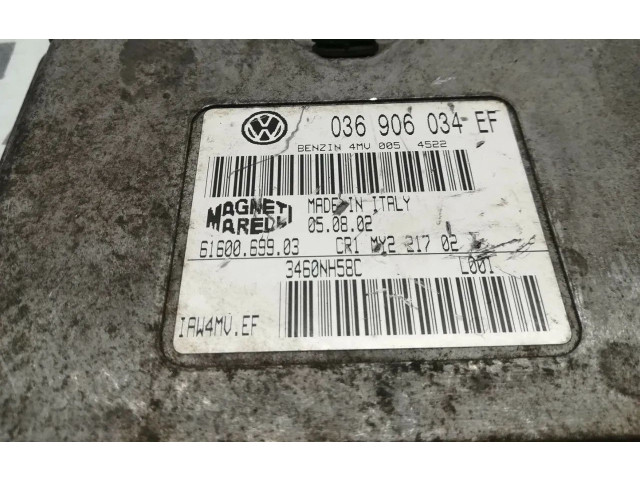 036 906 034 EF
BENZIN 4MV 005 4522
MAGNETI
MARELLI
MADE IN ITALY
05.08.02
61600.699.03 CR1 MY2 217 02
3460NH58C L001
IAW4MV.EF